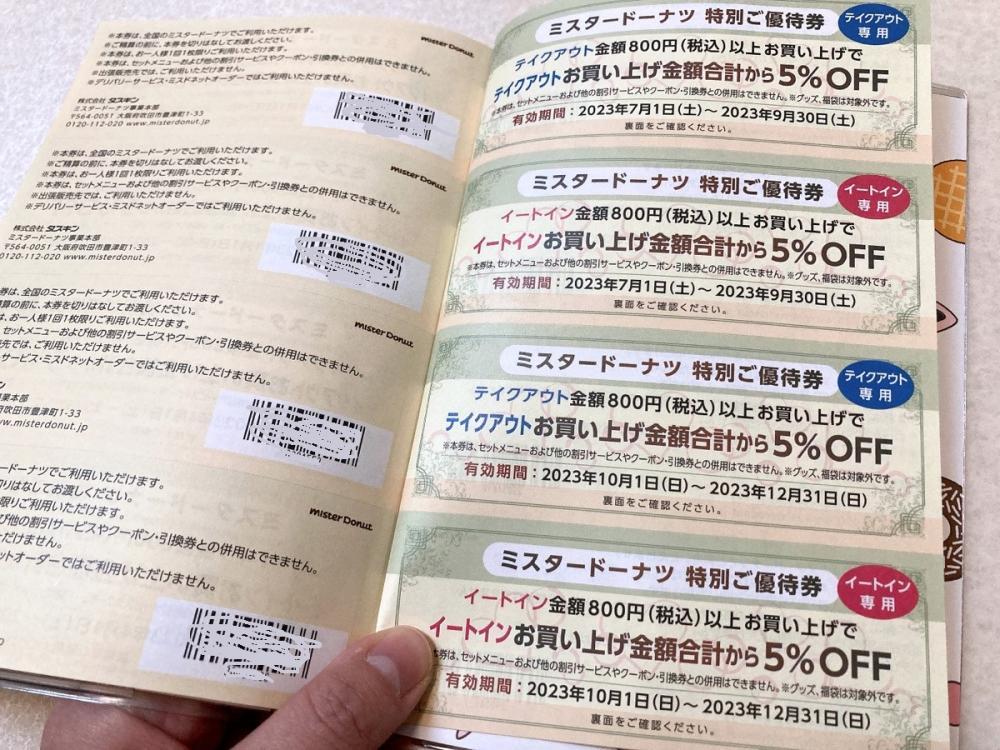 ※本券は、全国のミスタードーナツでご利用いただけます。
※ご精算の前に、本券を切りはなしてお渡しください。
※本券は、お一人様1回1枚限りご利用いただけます。
※本券は、セットメニューおよび他の割引サービスやクーポン・引換券との併用はできません。
※出張販売先では、ご利用いただけません。
※デリバリーサービス・ミスドネットオーダーではご利用いただけません。
mister Donut
株式会社 ダスキン
ミスタードーナツ事業本部
〒564-0051 大阪府吹田市豊津町1-33
0120-112-020 www.misterdonut.jp
※本券は、全国のミスタードーナツでご利用いただけます。
※ご精算の前に、本券を切りはなしてお渡しください。
※本券は、お一人様1回1枚限りご利用いただけます。
※本券は、セットメニューおよび他の割引サービスやクーポン・引換券との併用はできません。
※出張販売先では、ご利用いただけません。
※デリバリーサービス・ミスドネットオーダーではご利用いただけません。
mister Donut
株式会社 ダスキン
ミスタードーナツ事業本部
〒564-0051 大阪府吹田市豊津町1-33
0120-112-020 www.misterdonut.jp
は、全国のミスタードーナツでご利用いただけます。
精算の前に、本券を切りはなしてお渡しください。
は、お一人様1回1枚限りご利用いただけます。
、セットメニューおよび他の割引サービスやクーポン・引換券との併用はできません。
売先では、ご利用いただけません。
ーサービス・ミスドネットオーダーではご利用いただけません。
mister Donut
ン
業本部
府吹田市豊津町1-33
w.misterdonut.jp
ードーナツでご利用いただけます。
切りはなしてお渡しください。
限りご利用いただけます。
び他の割引サービスやクーポン・引換券との併用はできません。
ただけません。
ットオーダーではご利用いただけません。
mister Donut
ミスタードーナツ 特別ご優待券
テイクアウト
専用
テイクアウト金額800円(税込)以上お買い上げで
テイクアウトお買い上げ金額合計から5%OFF
※本券は、セットメニューおよび他の割引サービスやクーポン・引換券との併用はできません。※グッズ、福袋は対象外です。
有効期間：2023年7月1日(土)～2023年9月30日(土)
裏面をご確認ください。
ミスタードーナツ 特別ご優待券
イートイン
専用
イートイン金額800円(税込)以上お買い上げで
イートインお買い上げ金額合計から5%OFF
※本券は、セットメニューおよび他の割引サービスやクーポン・引換券との併用はできません。※グッズ、福袋は対象外です。
有効期間：2023年7月1日(土)～2023年9月30日(土)
裏面をご確認ください。
ミスタードーナツ 特別ご優待券
テイクアウト
専用
テイクアウト金額800円(税込)以上お買い上げで
テイクアウトお買い上げ金額合計から5%OFF
※本券は、セットメニューおよび他の割引サービスやクーポン・引換券との併用はできません。※グッズ、福袋は対象外です。
有効期間：2023年10月1日(日)～2023年12月31日(日)
裏面をご確認ください。
ミスタードーナツ 特別ご優待券
イートイン
専用
イートイン金額800円(税込)以上お買い上げで
イートインお買い上げ金額合計から5%OFF
本券は、セットメニューおよび他の割引サービスやクーポン・引換券との併用はできません。※グッズ、福袋は対象外です。
有効期間：2023年10月1日(日)～2023年12月31日(日)
裏面をご確認ください。